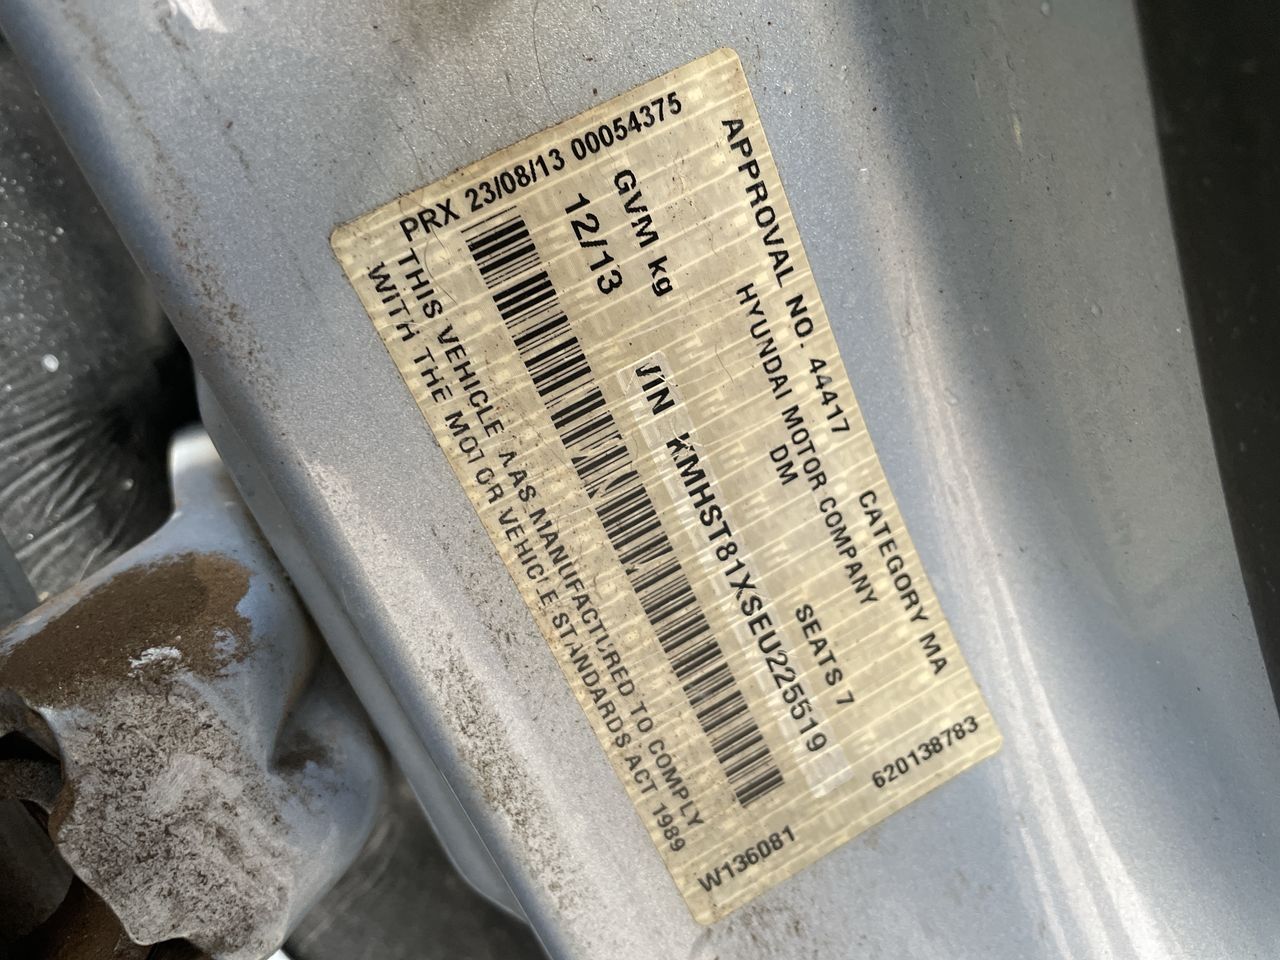 APPROVAL NO. 44417 CATEGORY MA
HYUNDAI MOTOR COMPANY
DM SEATS 7
GVM kg
12/13 VIN KMHST81XSEU225519
THIS VEHICLE WAS MANUFACTURED TO COMPLY
WITH THE MOTOR VEHICLE STANDARDS ACT 1989
PRX 23/08/13 00054375
620138783
W136081